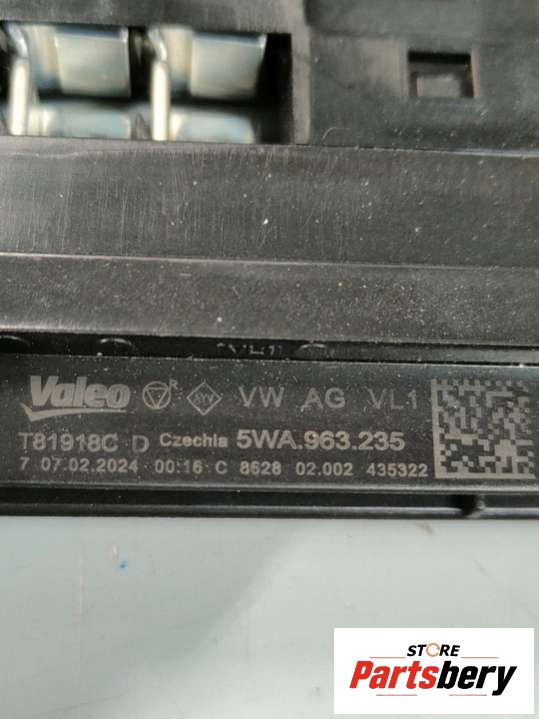 Valeo R SYV VW AG VL1
T81918C D Czechia 5WA.963.235
7 07.02.2024 00:16 C 8628 02.002 435322
STORE
Partsbery